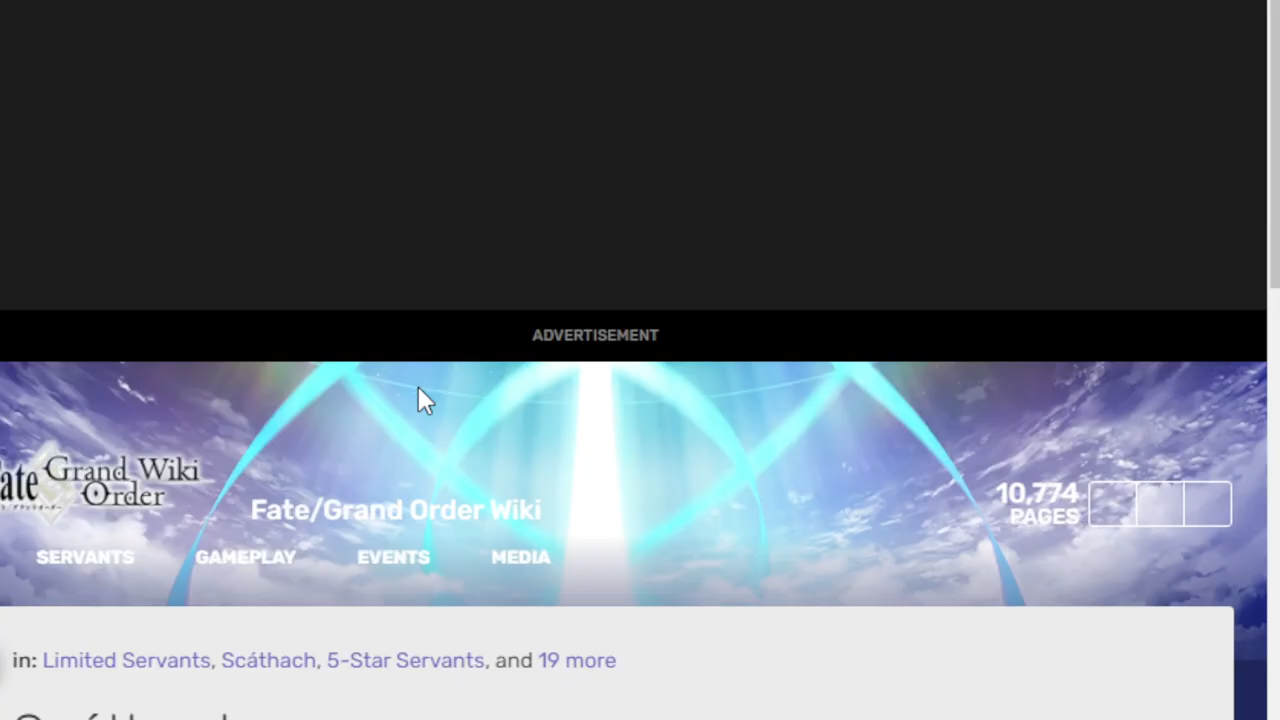 ADVERTISEMENT
Grand Wiki
Order
Fate/Grand Order Wiki
10,774
PAGES
SERVANTS GAMEPLAY EVENTS MEDIA
in: Limited Servants, Scáthach, 5-Star Servants, and 19 more